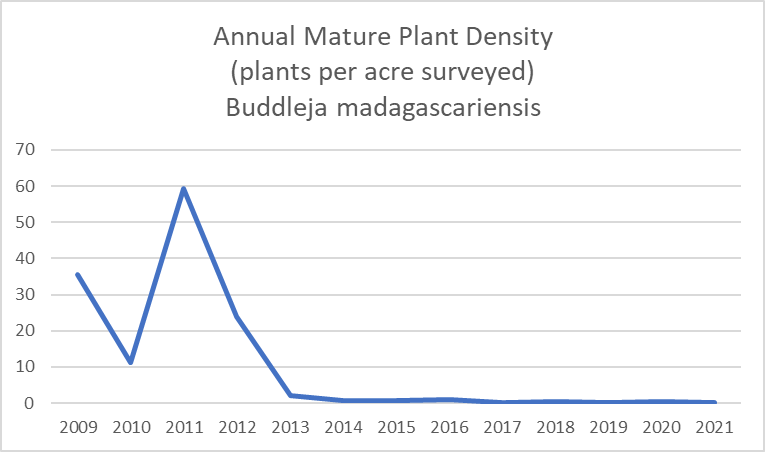 Annual Mature Plant Density
(plants per acre surveyed)
Buddleja madagascariensis
70
60
50
40
30
20
10
0
2009 2010 2011 2012 2013 2014 2015 2016 2017 2018 2019 2020 2021